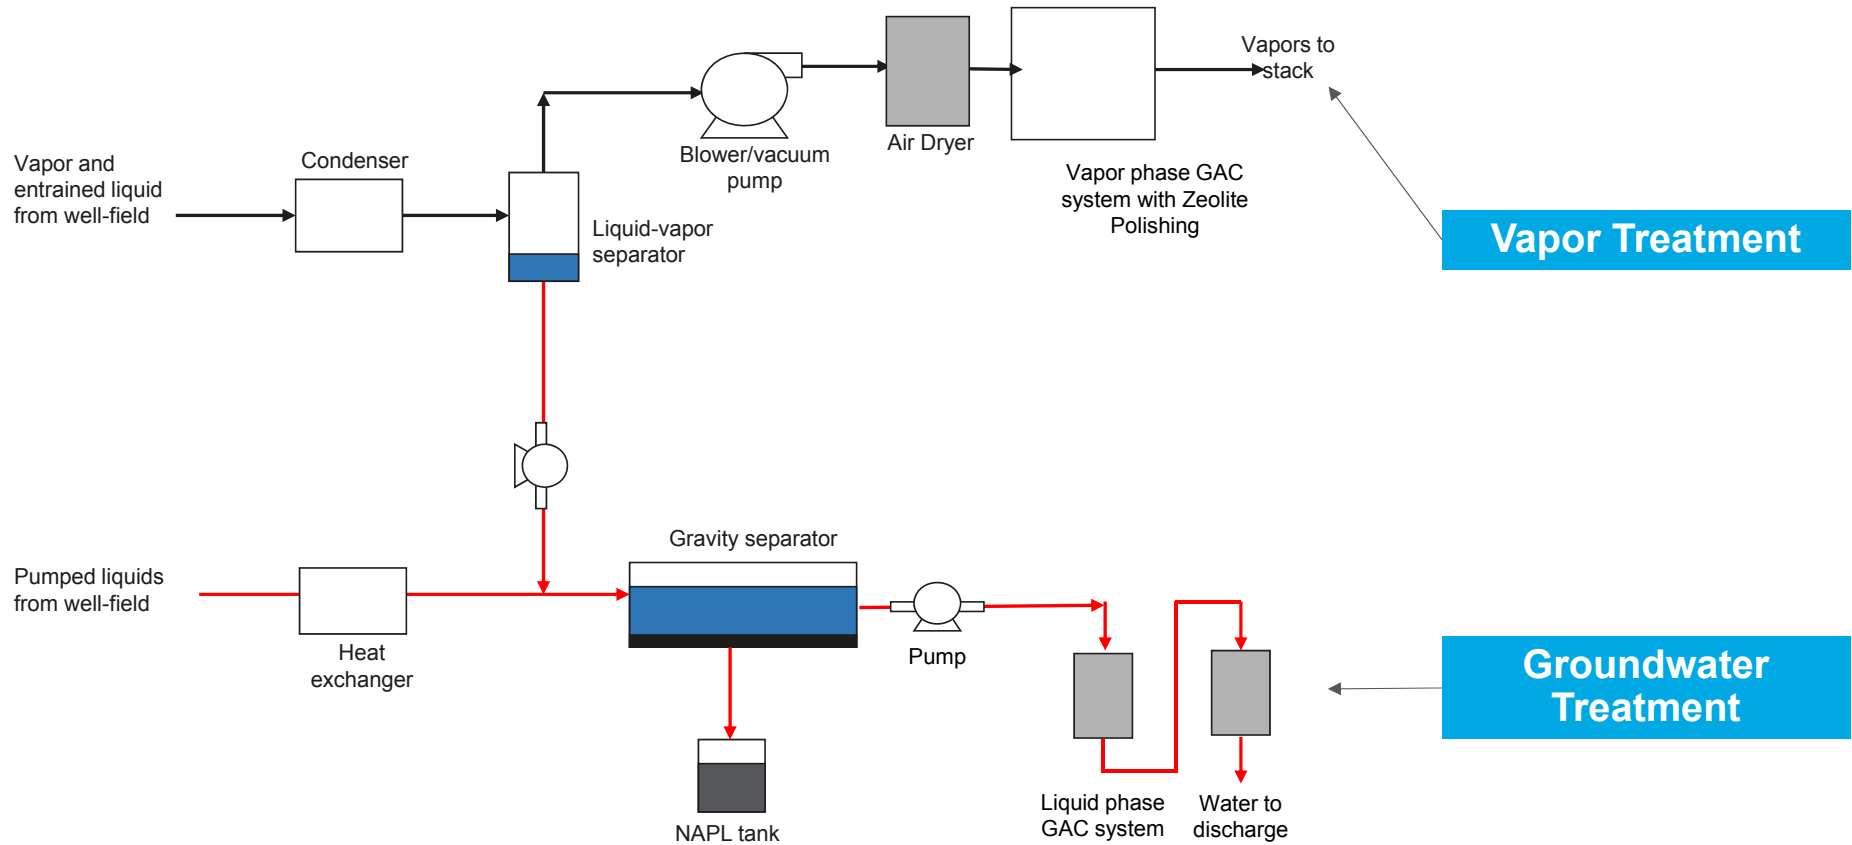 Vapor and
entrained liquid
from well-field
Condenser
Liquid-vapor
separator
Blower/vacuum
pump
Air Dryer
Vapor phase GAC
system with Zeolite
Polishing
Vapors to
stack
Vapor Treatment
Pumped liquids
from well-field
Heat
exchanger
Gravity separator
NAPL tank
Pump
Liquid phase
GAC system
Water to
discharge
Groundwater
Treatment